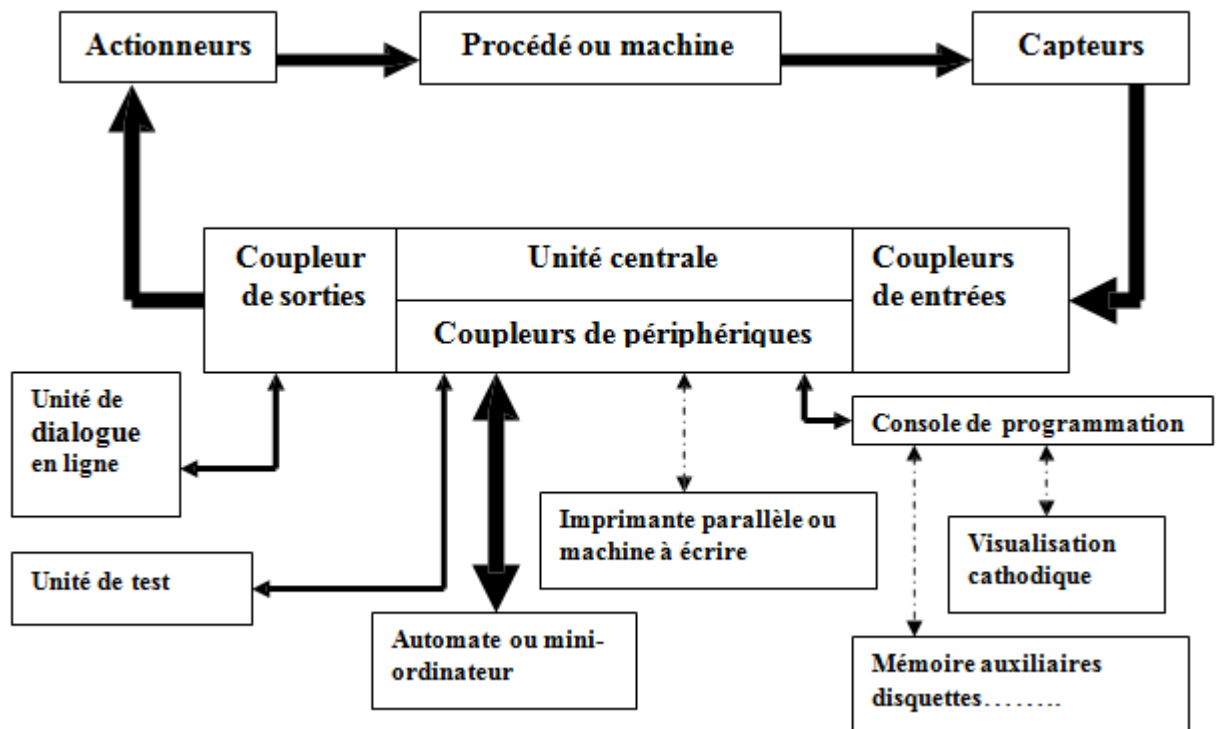 Actionneurs
Procédé ou machine
Capteurs
Coupleur
de sorties
Unité centrale
Coupleurs
de entrées
Coupleurs de périphériques
Unité de
dialogue
en ligne
Console de programmation
Imprimante parallèle ou
machine à écrire
Visualisation
cathodique
Unité de test
Automate ou mini-
ordinateur
Mémoire auxiliaires
disquettes……..